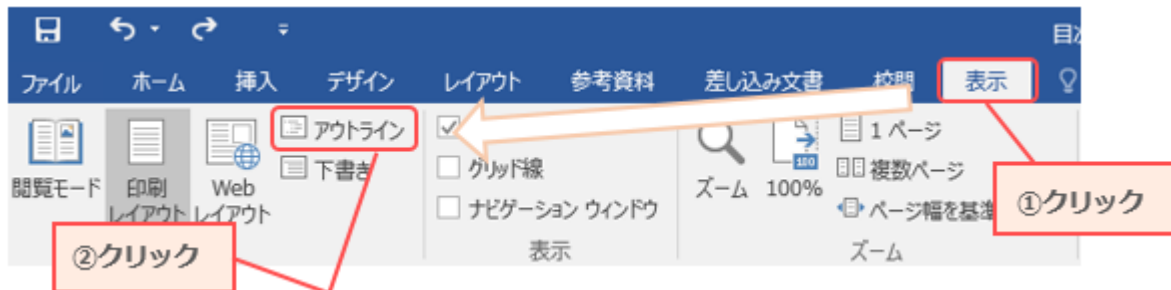 目次
ファイル ホーム 挿入 デザイン レイアウト 参考資料 差し込み文書 校閲 表示
アウトライン
下書き
閲覧モード
印刷
レイアウト
Web
レイアウト
グリッド線
ナビゲーション ウィンドウ
表示
ズーム
100
100%
1 ページ
複数ページ
ページ幅を基準
ズーム
①クリック
②クリック